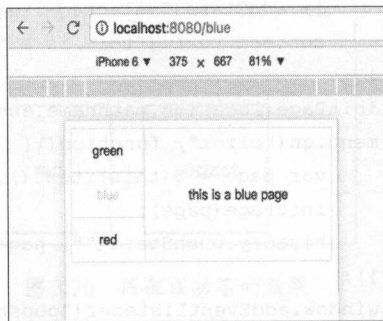 localhost:8080/blue
iPhone 6 ▼ 375 x 667 81% ▼
green
blue
this is a blue page
red